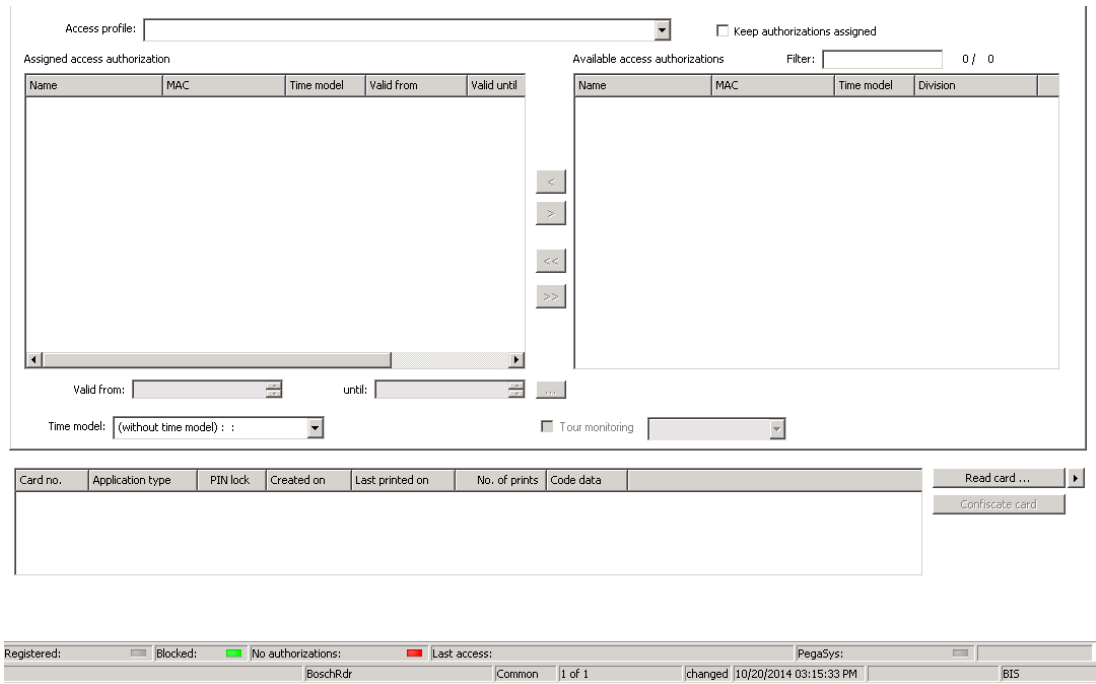 Access profile: Keep authorizations assigned
Assigned access authorization Available access authorizations Filter: 0 / 0
Name MAC Time model Valid from Valid until Name MAC Time model Division
<
>
<<
>>
Valid from: until: ...
Time model: (without time model) : : Tour monitoring
Card no. Application type PIN lock Created on Last printed on No. of prints Code data Read card ...
Confiscate card
Registered: Blocked: No authorizations: Last access: PegaSys:
BoschRdr Common 1 of 1 changed 10/20/2014 03:15:33 PM BIS